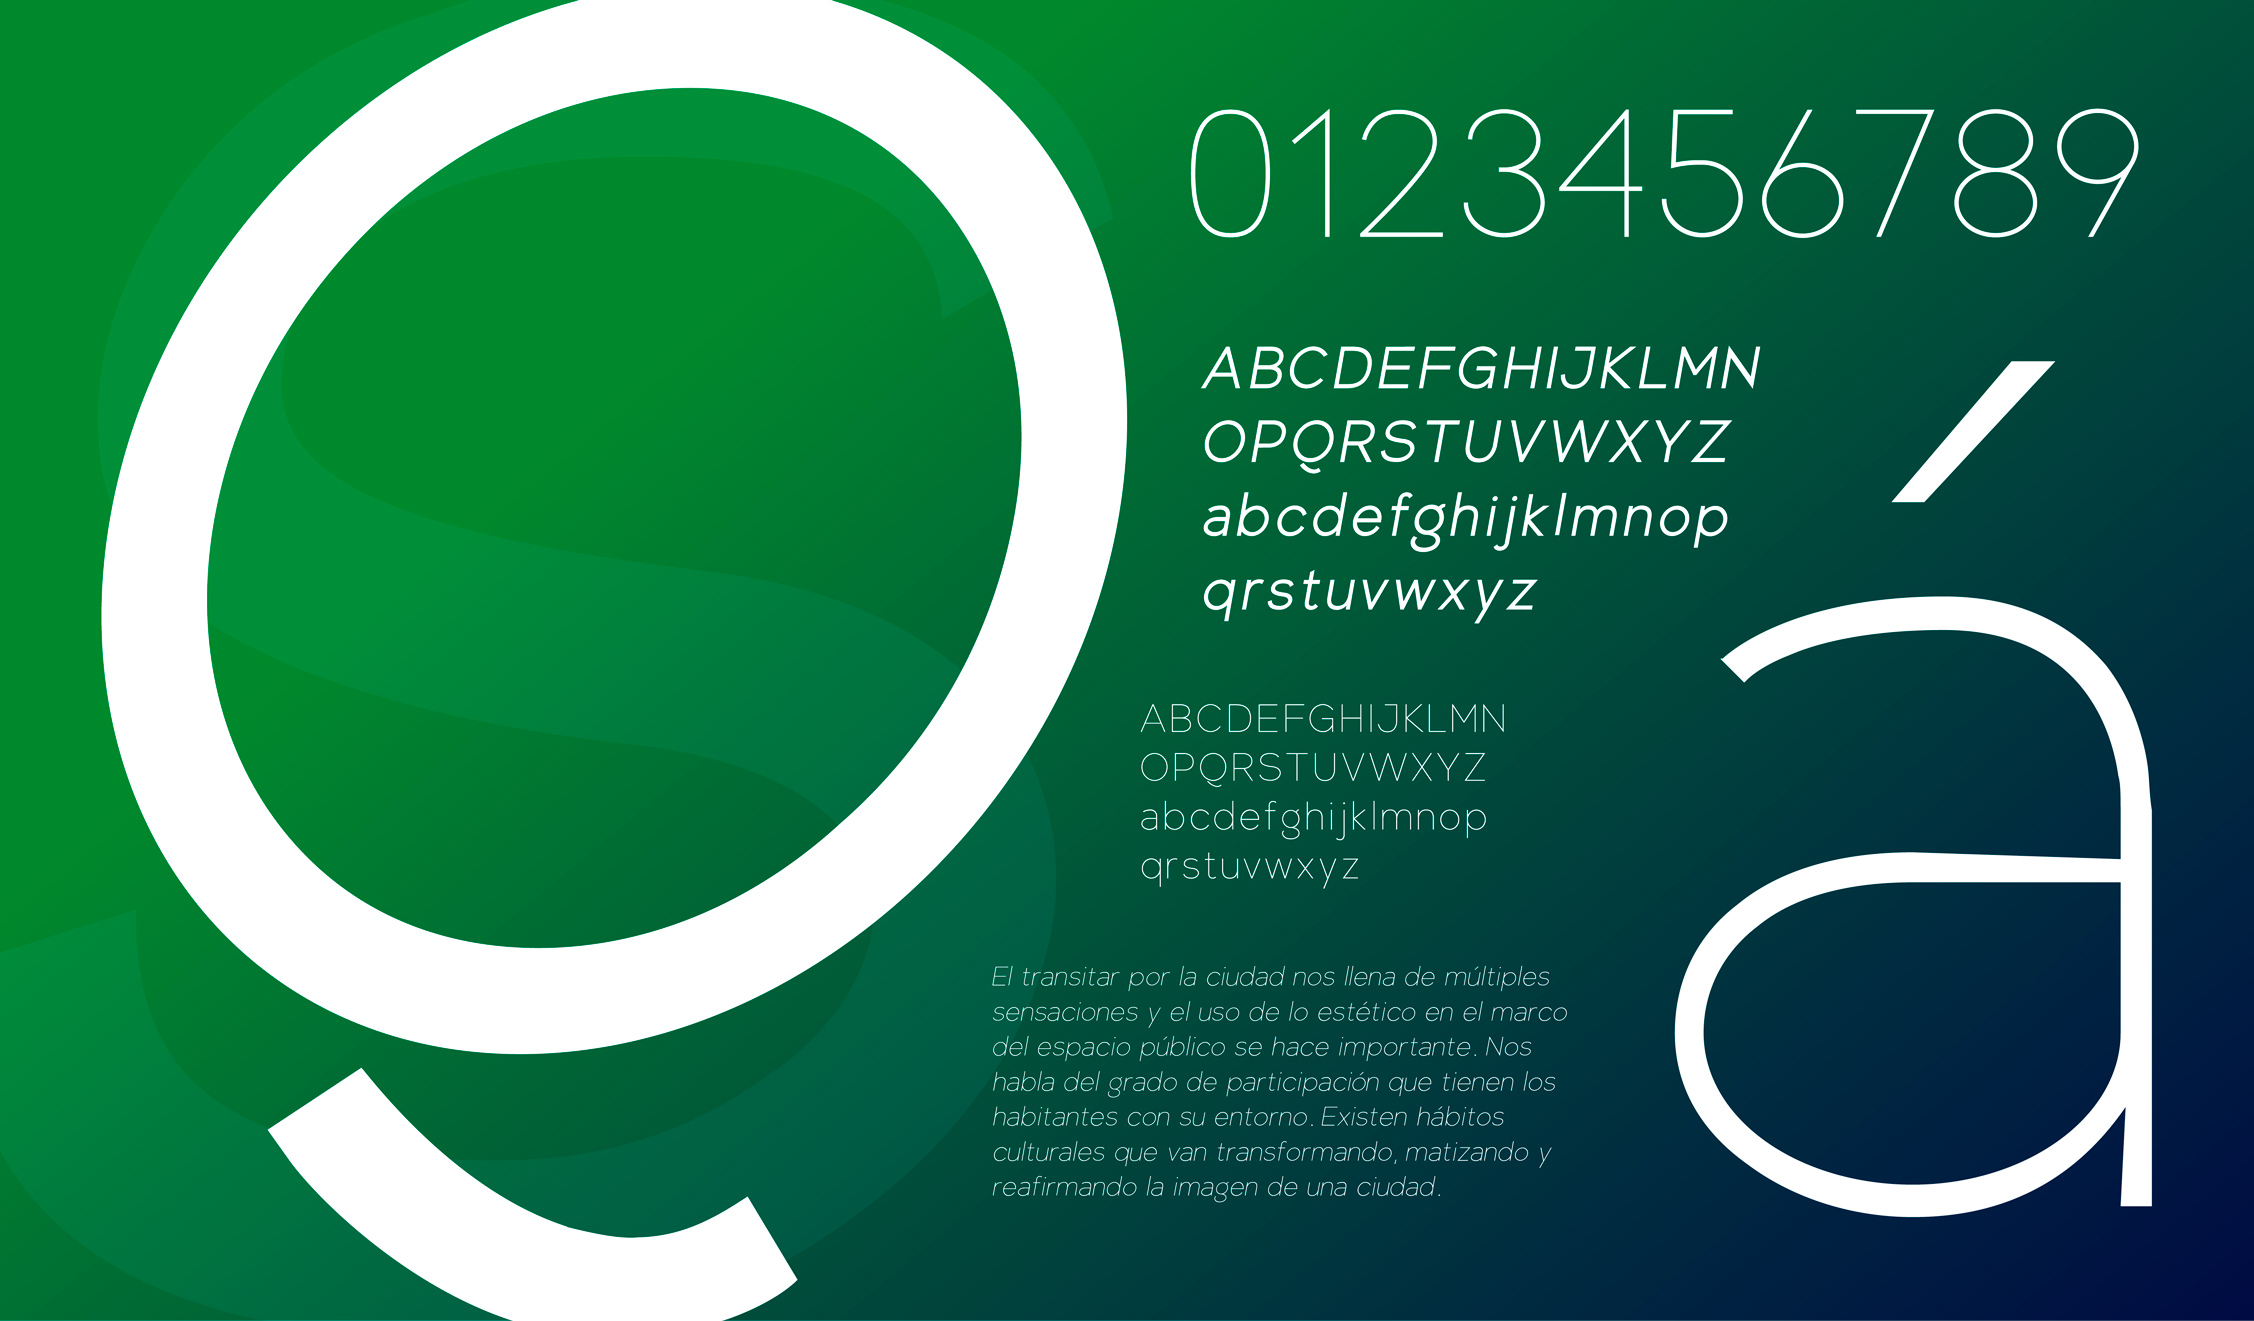 Q
0123456789
ABCDEFGHIJKLMN
OPQRSTUVWXYZ
abcdefghijklmnop
qrstuvwxyz
á
ABCDEFGHIJKLMN
OPQRSTUVWXYZ
abcdefghijklmnop
qrstuvwxyz
El transitar por la ciudad nos llena de múltiples
sensaciones y el uso de lo estético en el marco
del espacio público se hace importante. Nos
habla del grado de participación que tienen los
habitantes con su entorno. Existen hábitos
culturales que van transformando, matizando y
reafirmando la imagen de una ciudad.
s